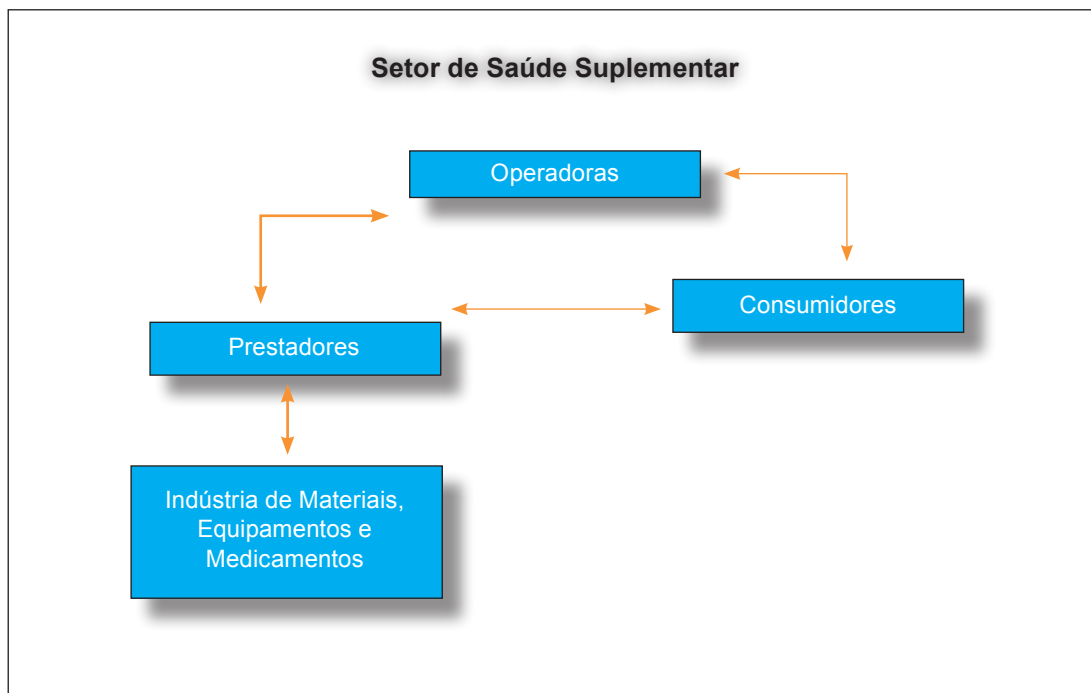 Setor de Saúde Suplementar
Operadoras
Consumidores
Prestadores
Indústria de Materiais,
Equipamentos e
Medicamentos